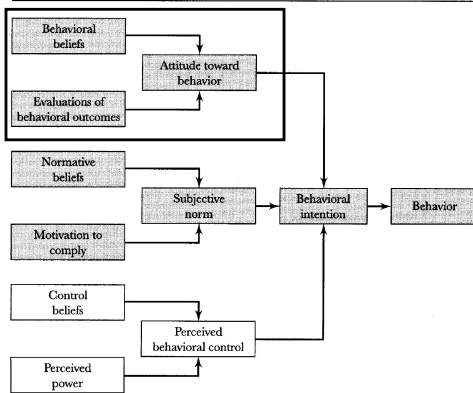 Behavioral
beliefs
Attitude toward
behavior
Evaluations of
behavioral outcomes
Normative
beliefs
Subjective
norm
Behavioral
intention
Behavior
Motivation to
comply
Control
beliefs
Perceived
behavioral control
Perceived
power